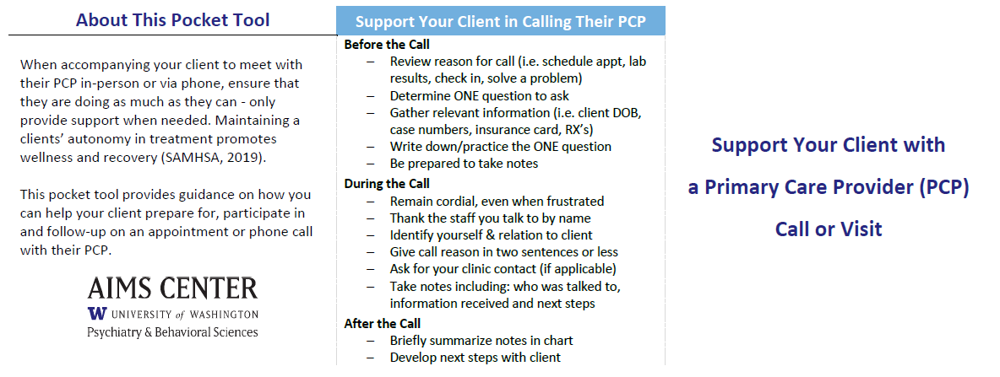 About This Pocket Tool
When accompanying your client to meet with
their PCP in-person or via phone, ensure that
they are doing as much as they can - only
provide support when needed. Maintaining a
clients’ autonomy in treatment promotes
wellness and recovery (SAMHSA, 2019).
This pocket tool provides guidance on how you
can help your client prepare for, participate in
and follow-up on an appointment or phone call
with their PCP.
AIMS CENTER
W UNIVERSITY of WASHINGTON
Psychiatry & Behavioral Sciences
Support Your Client in Calling Their PCP
Before the Call
– Review reason for call (i.e. schedule appt, lab
results, check in, solve a problem)
– Determine ONE question to ask
– Gather relevant information (i.e. client DOB,
case numbers, insurance card, RX’s)
– Write down/practice the ONE question
– Be prepared to take notes
During the Call
– Remain cordial, even when frustrated
– Thank the staff you talk to by name
– Identify yourself & relation to client
– Give call reason in two sentences or less
– Ask for your clinic contact (if applicable)
– Take notes including: who was talked to,
information received and next steps
After the Call
– Briefly summarize notes in chart
– Develop next steps with client
Support Your Client with
a Primary Care Provider (PCP)
Call or Visit